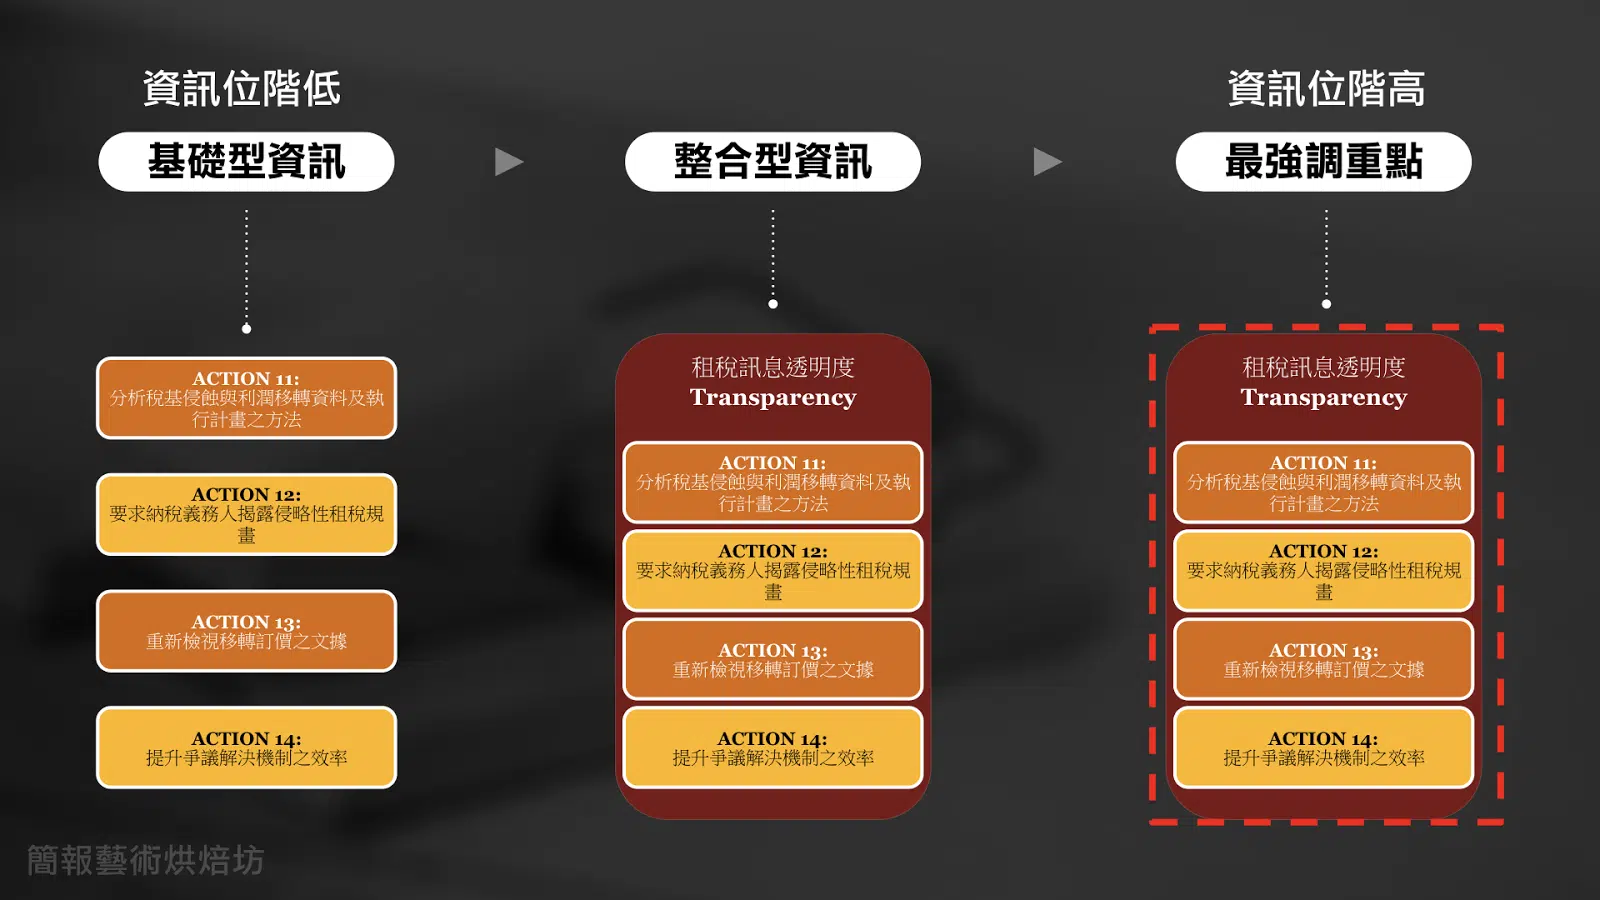 資訊位階低
基礎型資訊
ACTION 11:
分析稅基侵蝕與利潤移轉資料及執
行計畫之方法
ACTION 12:
要求納稅義務人揭露侵略性租稅規
畫
ACTION 13:
重新檢視移轉訂價之文據
ACTION 14:
提升爭議解決機制之效率
整合型資訊
租稅訊息透明度
Transparency
ACTION 11:
分析稅基侵蝕與利潤移轉資料及執
行計畫之方法
ACTION 12:
要求納稅義務人揭露侵略性租稅規
畫
ACTION 13:
重新檢視移轉訂價之文據
ACTION 14:
提升爭議解決機制之效率
資訊位階高
最強調重點
租稅訊息透明度
Transparency
ACTION 11:
分析稅基侵蝕與利潤移轉資料及執
行計畫之方法
ACTION 12:
要求納稅義務人揭露侵略性租稅規
畫
ACTION 13:
重新檢視移轉訂價之文據
ACTION 14:
提升爭議解決機制之效率
簡報藝術烘焙坊